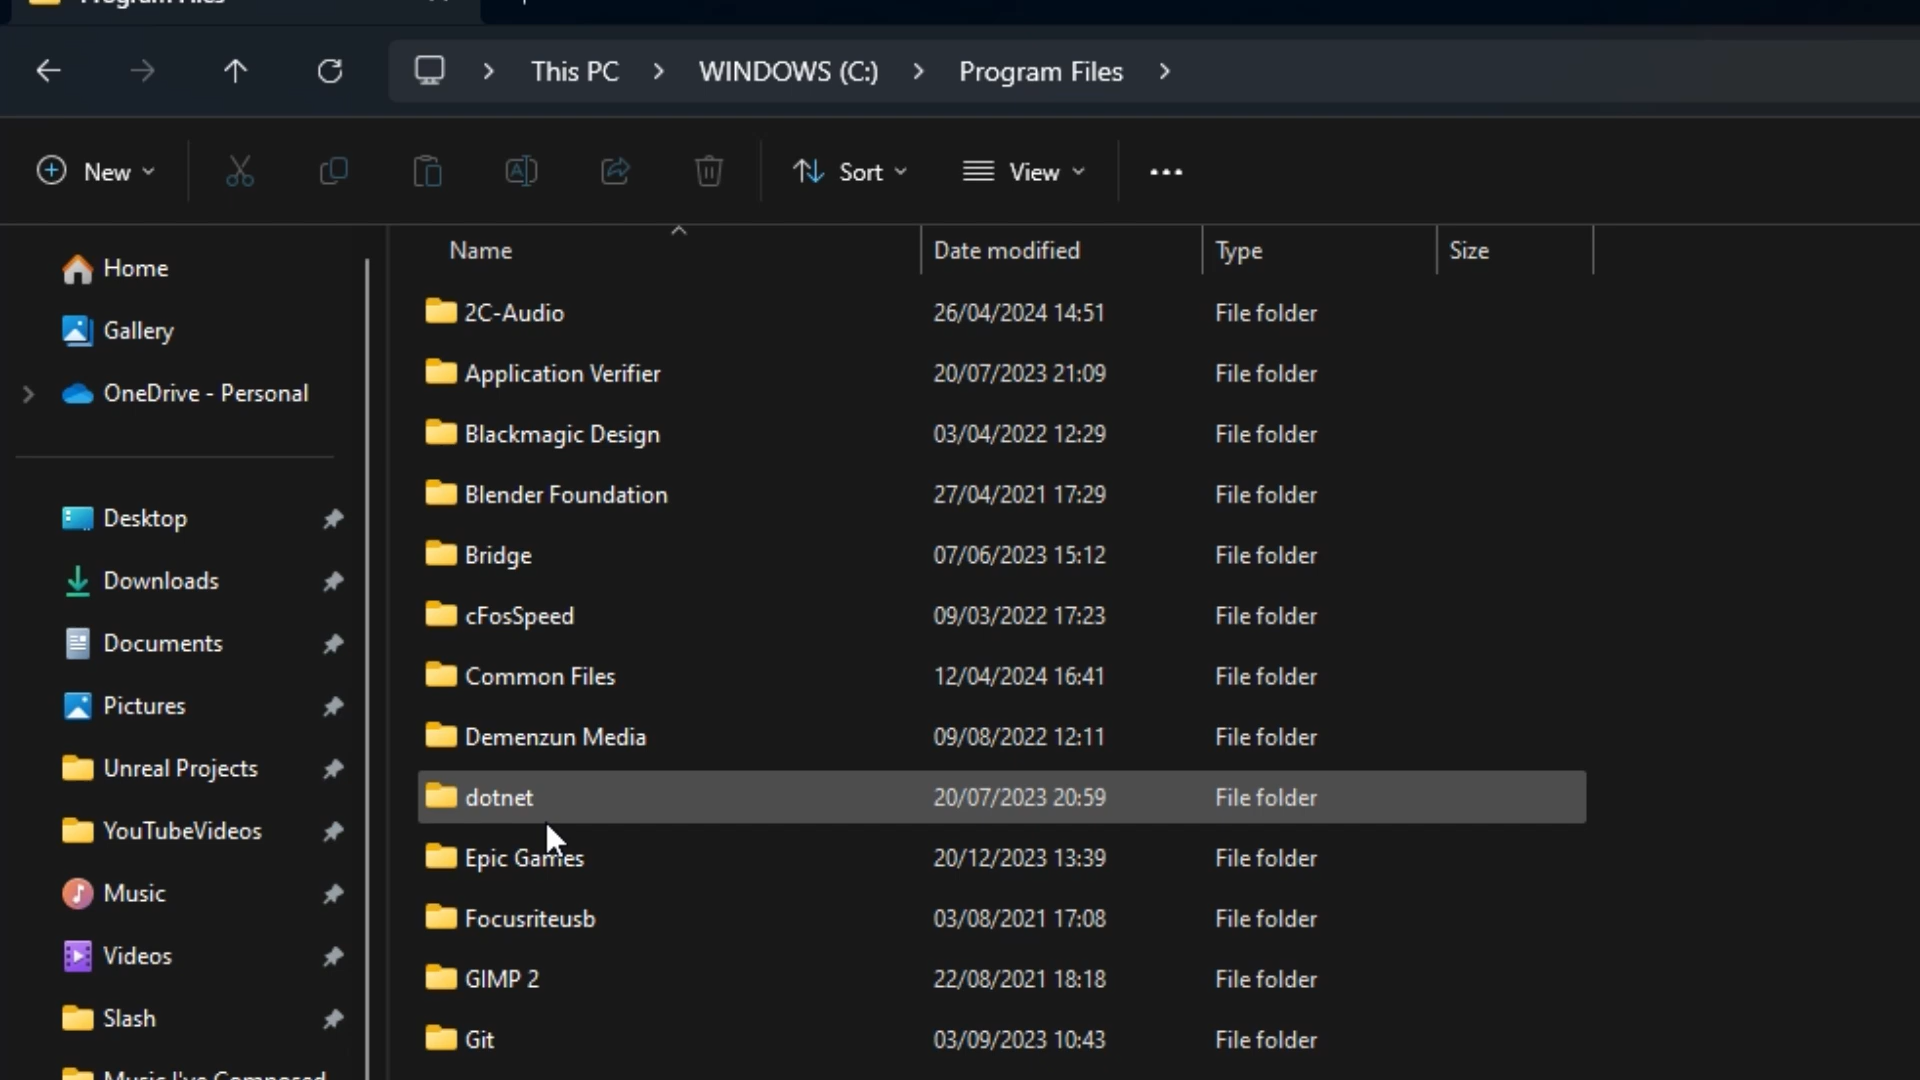 Program Files
This PC > WINDOWS (C:) > Program Files >
New
Sort
View
Name Date modified Type Size
Home
Gallery
OneDrive - Personal
Desktop
Downloads
Documents
Pictures
Unreal Projects
YouTubeVideos
Music
Videos
Slash
Music I've Composed
2C-Audio 26/04/2024 14:51 File folder
Application Verifier 20/07/2023 21:09 File folder
Blackmagic Design 03/04/2022 12:29 File folder
Blender Foundation 27/04/2021 17:29 File folder
Bridge 07/06/2023 15:12 File folder
cFosSpeed 09/03/2022 17:23 File folder
Common Files 12/04/2024 16:41 File folder
Demenzun Media 09/08/2022 12:11 File folder
dotnet 20/07/2023 20:59 File folder
Epic Games 20/12/2023 13:39 File folder
Focusriteusb 03/08/2021 17:08 File folder
GIMP 2 22/08/2021 18:18 File folder
Git 03/09/2023 10:43 File folder